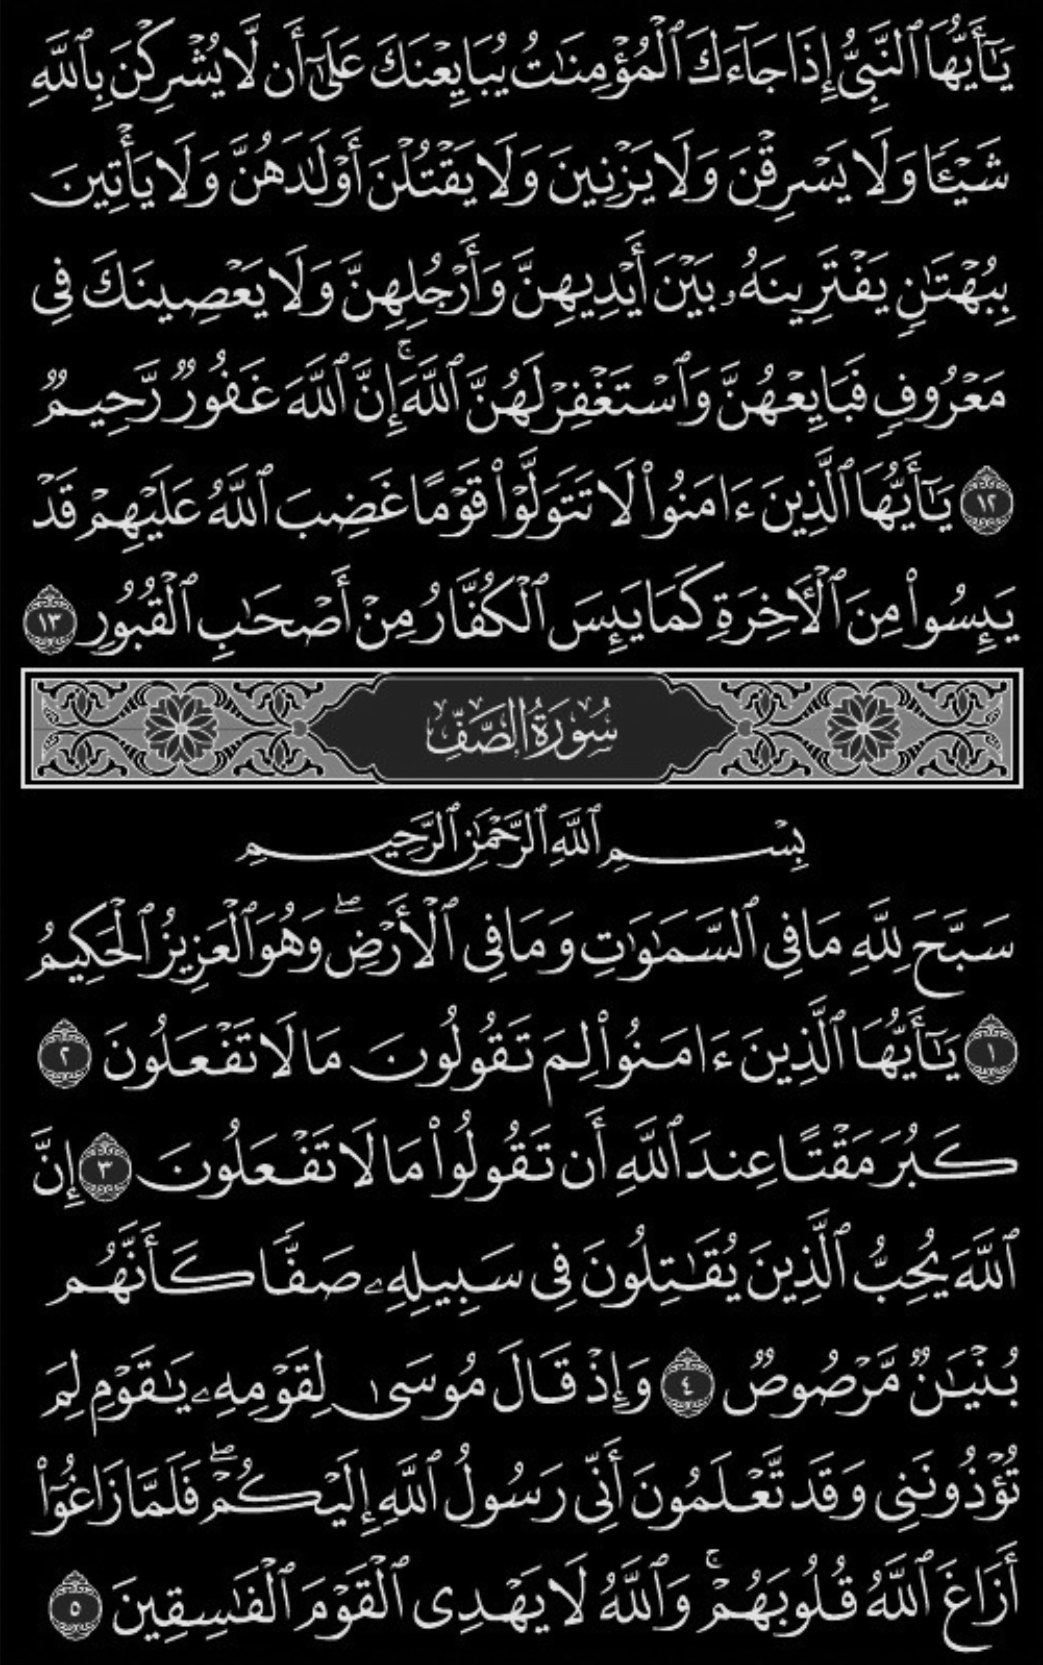 يَٰٓأَيُّهَا ٱلنَّبِىُّ إِذَا جَآءَكَ ٱلْمُؤْمِنَٰتُ يُبَايِعْنَكَ عَلَىٰٓ أَن لَّا يُشْرِكْنَ بِٱللَّهِ
شَيْـًٔا وَلَا يَسْرِقْنَ وَلَا يَزْنِينَ وَلَا يَقْتُلْنَ أَوْلَٰدَهُنَّ وَلَا يَأْتِينَ
بِبُهْتَٰنٍ يَفْتَرِينَهُۥ بَيْنَ أَيْدِيهِنَّ وَأَرْجُلِهِنَّ وَلَا يَعْصِينَكَ فِى
مَعْرُوفٍ فَبَايِعْهُنَّ وَٱسْتَغْفِرْ لَهُنَّ ٱللَّهَ ۚ إِنَّ ٱللَّهَ غَفُورٌ رَّحِيمٌ
١٢ يَٰٓأَيُّهَا ٱلَّذِينَ ءَامَنُوا۟ لَا تَتَوَلَّوْا۟ قَوْمًا غَضِبَ ٱللَّهُ عَلَيْهِمْ قَدْ
يَئِسُوا۟ مِنَ ٱلْـَٔاخِرَةِ كَمَا يَئِسَ ٱلْكُفَّارُ مِنْ أَصْحَٰبِ ٱلْقُبُورِ ١٣
سُورَةُ الصَّفِّ
بِسْمِ ٱللَّهِ ٱلرَّحْمَٰنِ ٱلرَّحِيمِ
سَبَّحَ لِلَّهِ مَا فِى ٱلسَّمَٰوَٰتِ وَمَا فِى ٱلْأَرْضِ ۖ وَهُوَ ٱلْعَزِيزُ ٱلْحَكِيمُ
١ يَٰٓأَيُّهَا ٱلَّذِينَ ءَامَنُوا۟ لِمَ تَقُولُونَ مَا لَا تَفْعَلُونَ ٢
كَبُرَ مَقْتًا عِندَ ٱللَّهِ أَن تَقُولُوا۟ مَا لَا تَفْعَلُونَ ٣ إِنَّ
ٱللَّهَ يُحِبُّ ٱلَّذِينَ يُقَٰتِلُونَ فِى سَبِيلِهِۦ صَفًّا كَأَنَّهُم
بُنْيَٰنٌ مَّرْصُوصٌ ٤ وَإِذْ قَالَ مُوسَىٰ لِقَوْمِهِۦ يَٰقَوْمِ لِمَ
تُؤْذُونَنِى وَقَد تَّعْلَمُونَ أَنِّى رَسُولُ ٱللَّهِ إِلَيْكُمْ ۖ فَلَمَّا زَاغُوٓا۟
أَزَاغَ ٱللَّهُ قُلُوبَهُمْ ۚ وَٱللَّهُ لَا يَهْدِى ٱلْقَوْمَ ٱلْفَٰسِقِينَ ٥